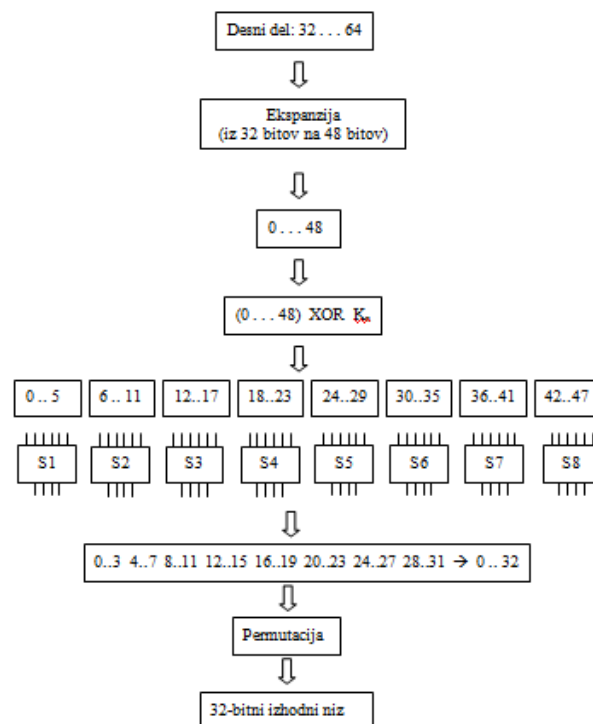 Desni del: 32 . . . 64
Ekspanzija
(iz 32 bitov na 48 bitov)
0 . . . 48
(0 . . . 48) XOR Kn
0 .. 5 6 .. 11 12..17 18..23 24..29 30..35 36..41 42..47
S1 S2 S3 S4 S5 S6 S7 S8
0..3 4..7 8..11 12..15 16..19 20..23 24..27 28..31 → 0 .. 32
Permutacija
32-bitni izhodni niz